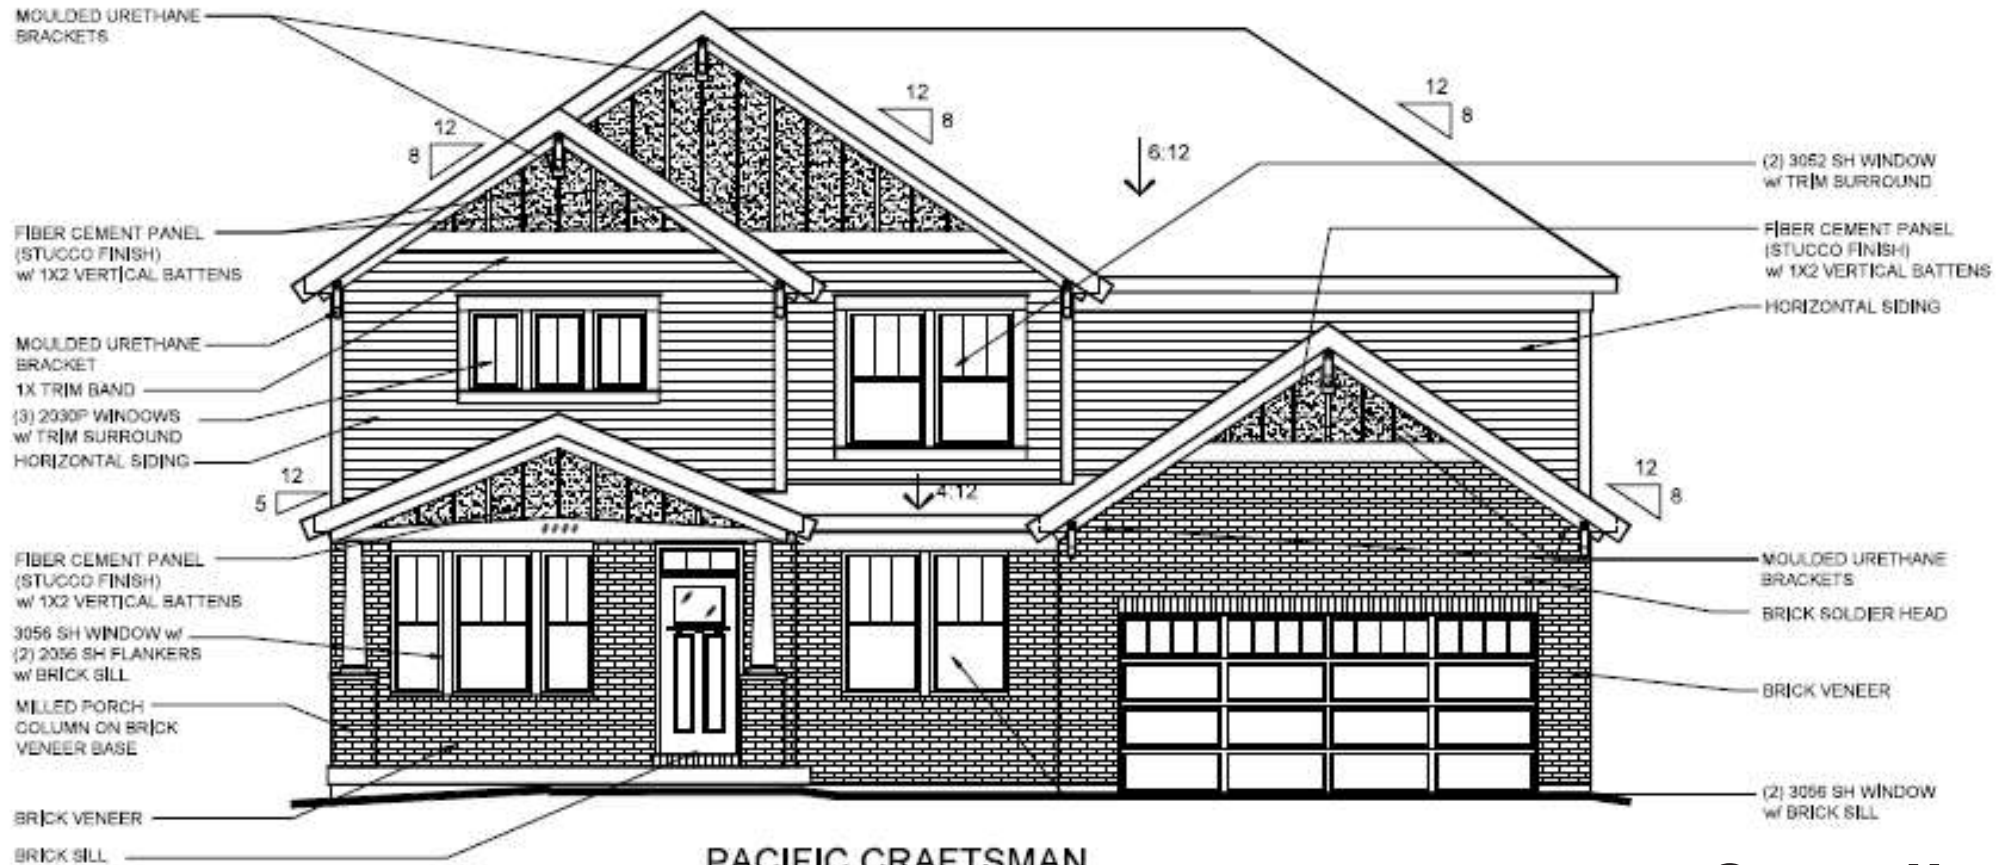 MOULDED URETHANE
BRACKETS
FIBER CEMENT PANEL
(STUCCO FINISH)
w/ 1X2 VERTICAL BATTENS
MOULDED URETHANE
BRACKET
1X TRIM BAND
(3) 2030P WINDOWS
w/ TRIM SURROUND
HORIZONTAL SIDING
12
5
FIBER CEMENT PANEL
(STUCCO FINISH)
w/ 1X2 VERTICAL BATTENS
3056 SH WINDOW w/
(2) 2056 SH FLANKERS
w/ BRICK SILL
MILLED PORCH
COLUMN ON BRICK
VENEER BASE
BRICK VENEER
BRICK SILL
12
8
12
8
12
8
6:12
4:12
####
(2) 3052 SH WINDOW
w/ TRIM SURROUND
FIBER CEMENT PANEL
(STUCCO FINISH)
w/ 1X2 VERTICAL BATTENS
HORIZONTAL SIDING
12
8
MOULDED URETHANE
BRACKETS
BRICK SOLDIER HEAD
BRICK VENEER
(2) 3056 SH WINDOW
w/ BRICK SILL
PACIFIC CRAFTSMAN